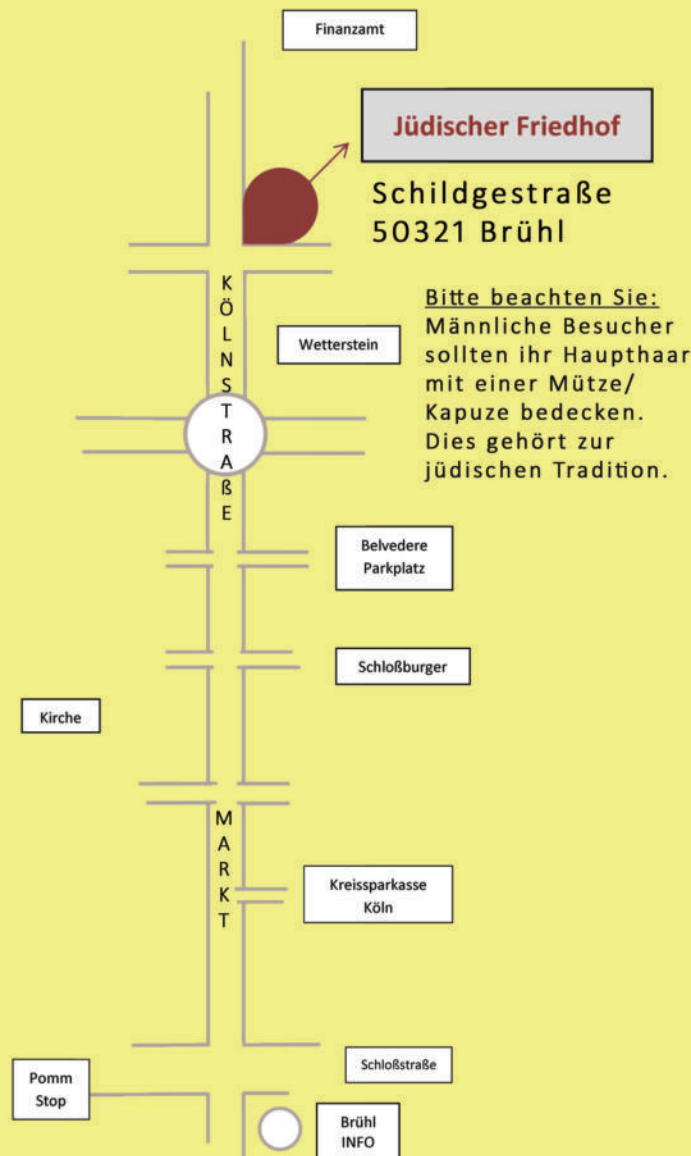 Finanzamt
Jüdischer Friedhof
Schildgestraße
50321 Brühl
KÖLNSTRAßE
Bitte beachten Sie:
Männliche Besucher
sollten ihr Haupthaar
mit einer Mütze/
Kapuze bedecken.
Dies gehört zur
jüdischen Tradition.
Wetterstein
Belvedere
Parkplatz
Schloßburger
Kirche
MARKT
Kreissparkasse
Köln
Schloßstraße
Pomm
Stop
Brühl
INFO